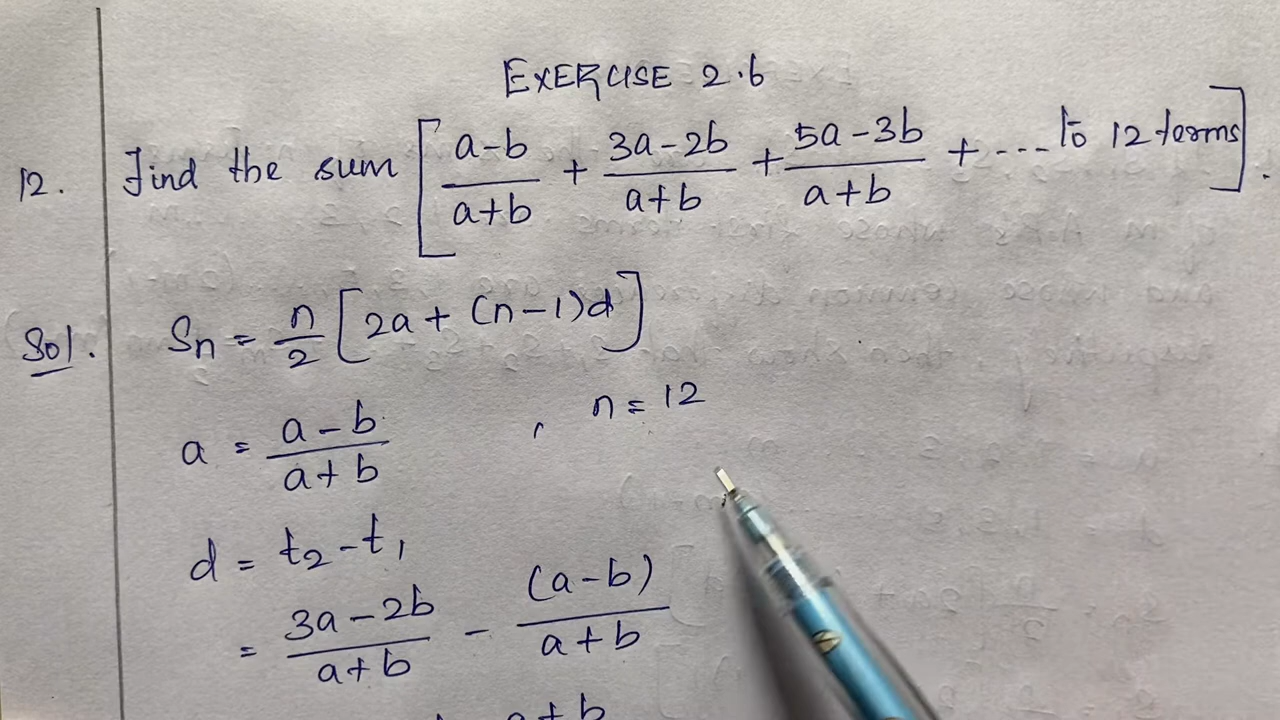 EXERCISE 2.6
12. Find the sum [ (a-b)/(a+b) + (3a-2b)/(a+b) + (5a-3b)/(a+b) + ... to 12 terms ].
Sol. Sn = n/2 [2a + (n-1)d]
a = (a-b)/(a+b) , n = 12
d = t2 - t1
= (3a-2b)/(a+b) - (a-b)/(a+b)
a+b